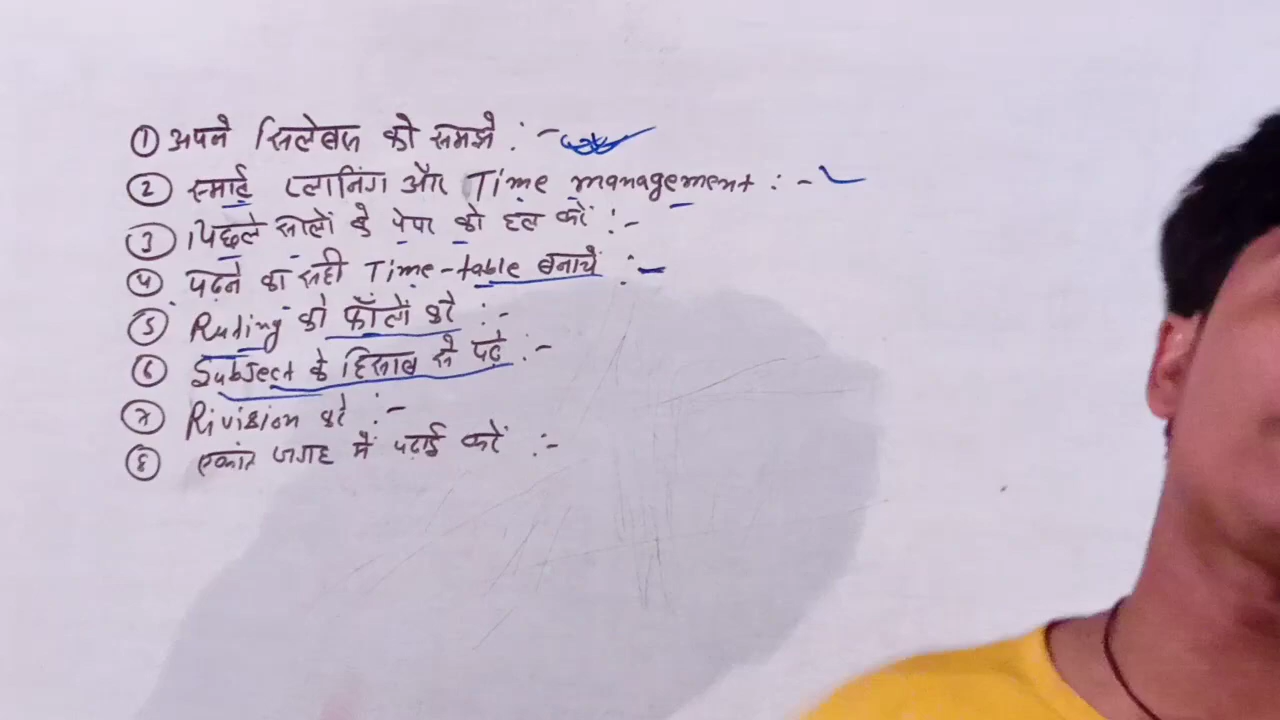 ① अपने सिलेबस को समझे :-
② स्मार्ट प्लानिंग और Time management :-
③ पिछले सालों के पेपर को हल करें :-
④ पढ़ने का सही Time-table बनाये :-
⑤ Ruding को फॉलों करे :-
⑥ Subject के हिसाब से पढ़े :-
⑦ Rivision करे :-
⑧ एकांत जगह में पढ़ाई करें :-